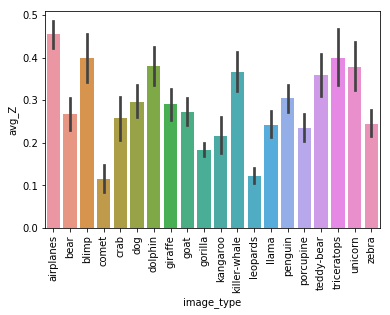 avg_Z
0.5
0.4
0.3
0.2
0.1
0.0
airplanes
bear
blimp
comet
crab
dog
dolphin
giraffe
goat
gorilla
kangaroo
killer-whale
leopards
llama
penguin
porcupine
teddy-bear
triceratops
unicorn
zebra
image_type